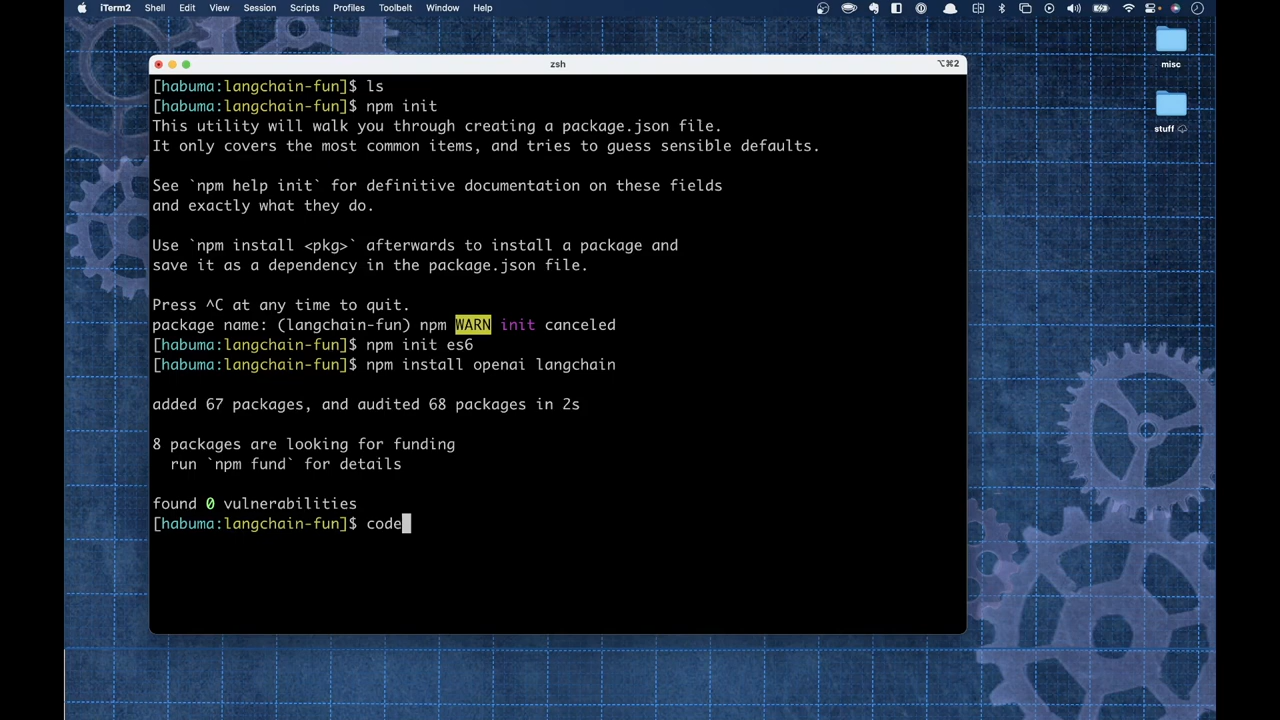 iTerm2 Shell Edit View Session Scripts Profiles Toolbelt Window Help
zsh
⌥⌘2
misc
stuff
[habuma:langchain-fun]$ ls
[habuma:langchain-fun]$ npm init
This utility will walk you through creating a package.json file.
It only covers the most common items, and tries to guess sensible defaults.
See `npm help init` for definitive documentation on these fields
and exactly what they do.
Use `npm install <pkg>` afterwards to install a package and
save it as a dependency in the package.json file.
Press ^C at any time to quit.
package name: (langchain-fun) npm WARN init canceled
[habuma:langchain-fun]$ npm init es6
[habuma:langchain-fun]$ npm install openai langchain
added 67 packages, and audited 68 packages in 2s
8 packages are looking for funding
run `npm fund` for details
found 0 vulnerabilities
[habuma:langchain-fun]$ code